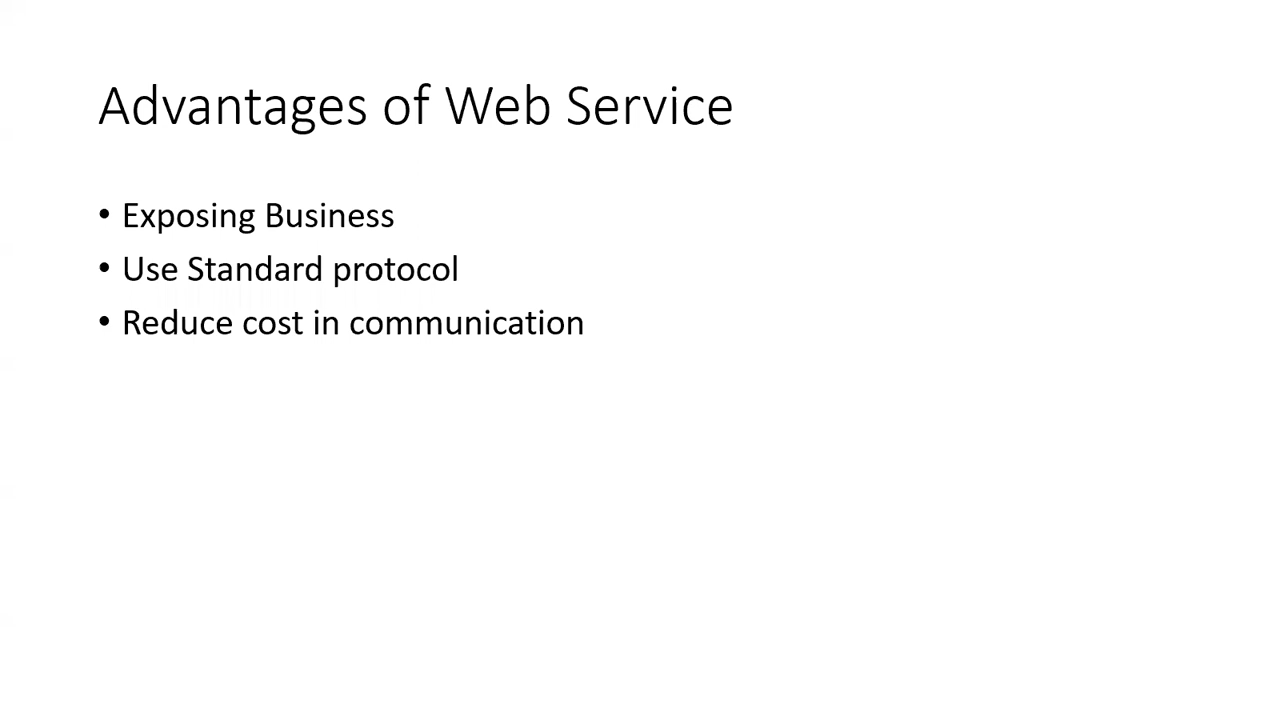 Advantages of Web Service
• Exposing Business
• Use Standard protocol
• Reduce cost in communication